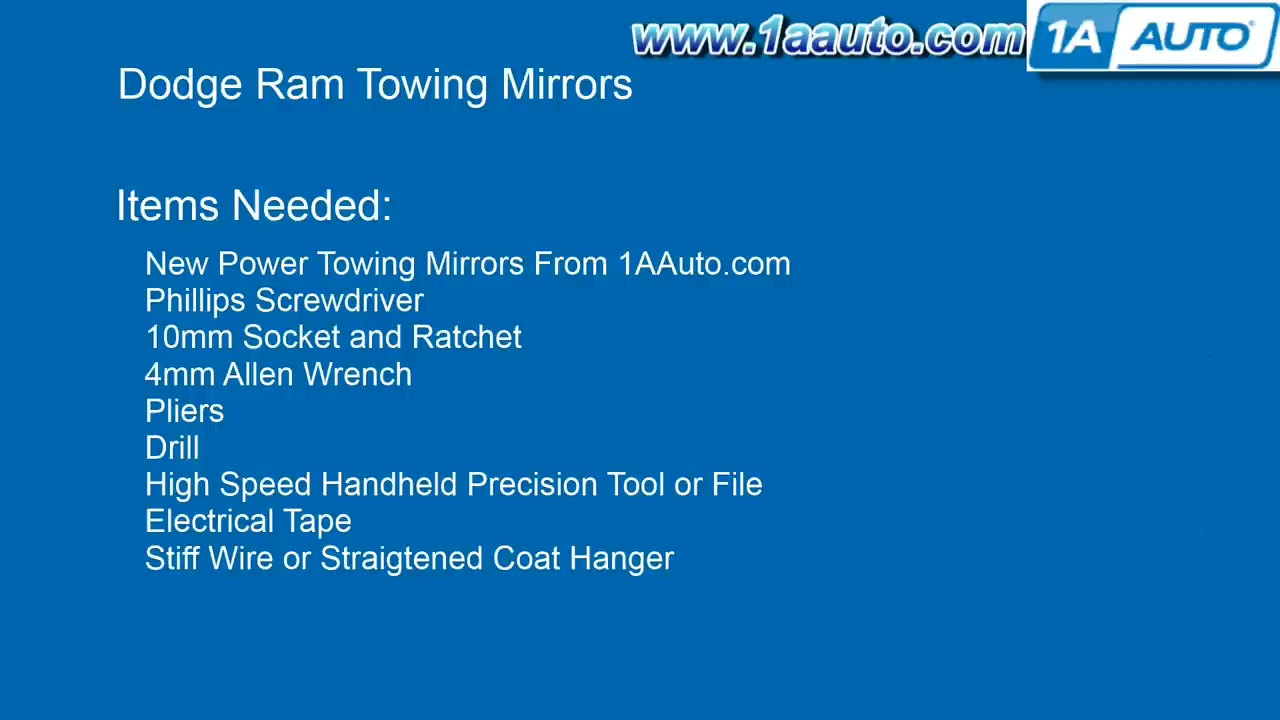 www.1aauto.com
1A AUTO
Dodge Ram Towing Mirrors
Items Needed:
New Power Towing Mirrors From 1AAuto.com
Phillips Screwdriver
10mm Socket and Ratchet
4mm Allen Wrench
Pliers
Drill
High Speed Handheld Precision Tool or File
Electrical Tape
Stiff Wire or Straigtened Coat Hanger